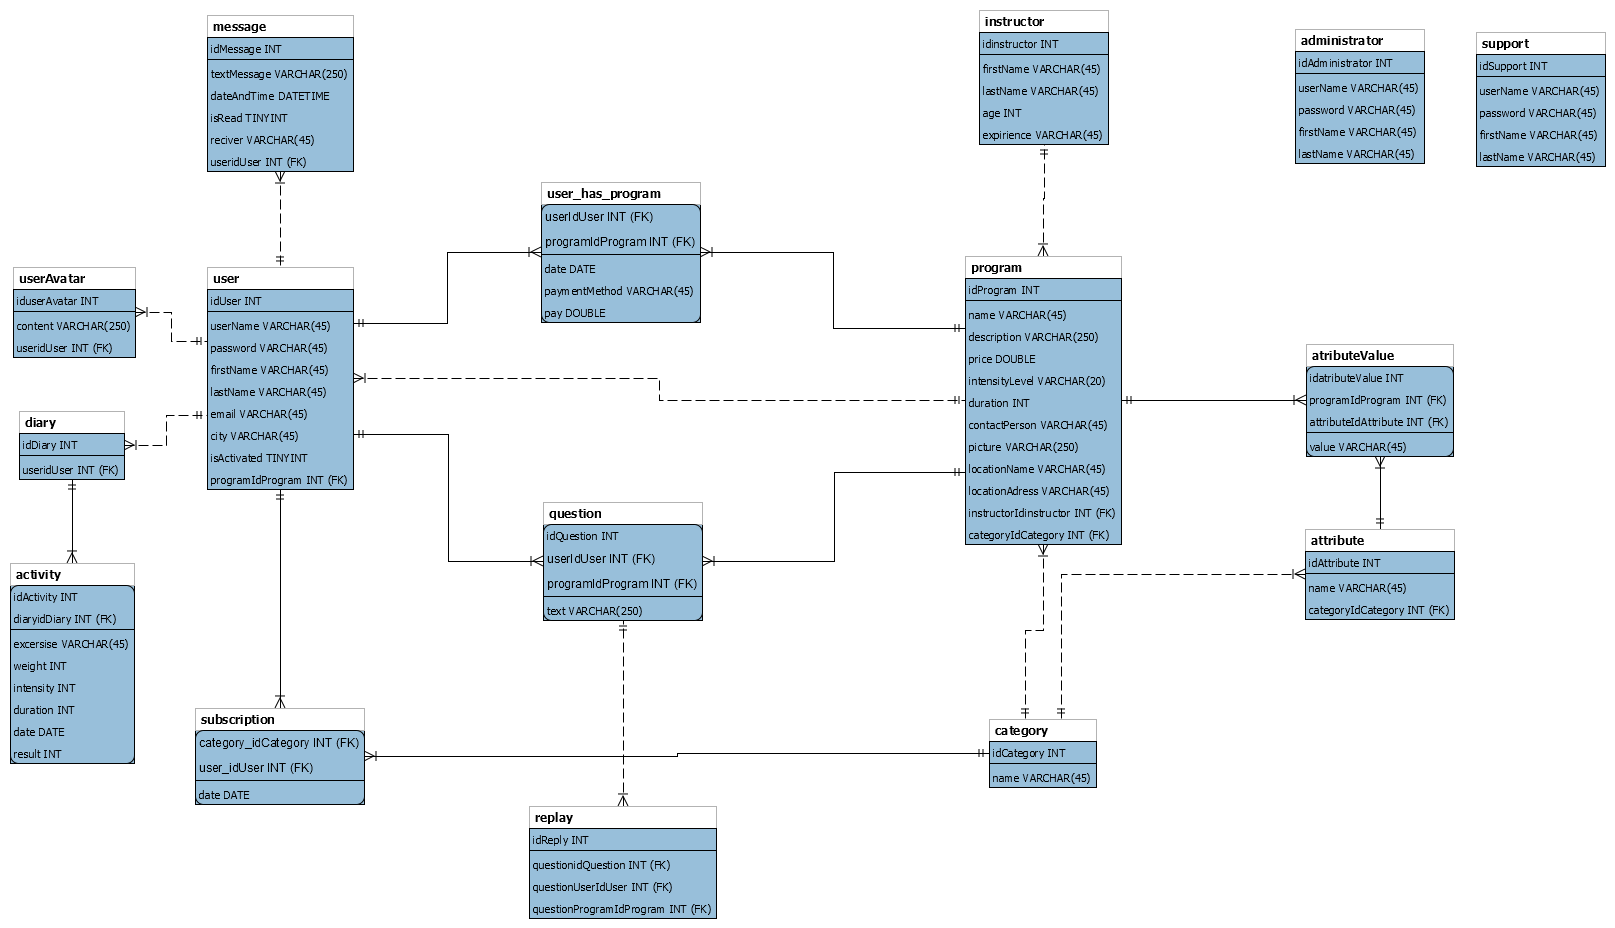 message
idMessage INT
textMessage VARCHAR(250)
dateAndTime DATETIME
isRead TINYINT
reciver VARCHAR(45)
useridUser INT (FK)
instructor
idinstructor INT
firstName VARCHAR(45)
lastName VARCHAR(45)
age INT
expirience VARCHAR(45)
administrator
idAdministrator INT
userName VARCHAR(45)
password VARCHAR(45)
firstName VARCHAR(45)
lastName VARCHAR(45)
support
idSupport INT
userName VARCHAR(45)
password VARCHAR(45)
firstName VARCHAR(45)
lastName VARCHAR(45)
user_has_program
userIdUser INT (FK)
programIdProgram INT (FK)
date DATE
paymentMethod VARCHAR(45)
pay DOUBLE
userAvatar
iduserAvatar INT
content VARCHAR(250)
useridUser INT (FK)
user
idUser INT
userName VARCHAR(45)
password VARCHAR(45)
firstName VARCHAR(45)
lastName VARCHAR(45)
email VARCHAR(45)
city VARCHAR(45)
isActivated TINYINT
programIdProgram INT (FK)
program
idProgram INT
name VARCHAR(45)
description VARCHAR(250)
price DOUBLE
intensityLevel VARCHAR(20)
duration INT
contactPerson VARCHAR(45)
picture VARCHAR(250)
locationName VARCHAR(45)
locationAdress VARCHAR(45)
instructorIdinstructor INT (FK)
categoryIdCategory INT (FK)
atributeValue
idatributeValue INT
programIdProgram INT (FK)
attributeIdAttribute INT (FK)
value VARCHAR(45)
diary
idDiary INT
useridUser INT (FK)
question
idQuestion INT
userIdUser INT (FK)
programIdProgram INT (FK)
text VARCHAR(250)
attribute
idAttribute INT
name VARCHAR(45)
categoryIdCategory INT (FK)
activity
idActivity INT
diaryidDiary INT (FK)
excersise VARCHAR(45)
weight INT
intensity INT
duration INT
date DATE
result INT
subscription
category_idCategory INT (FK)
user_idUser INT (FK)
date DATE
category
idCategory INT
name VARCHAR(45)
replay
idReply INT
questionidQuestion INT (FK)
questionUserIdUser INT (FK)
questionProgramIdProgram INT (FK)